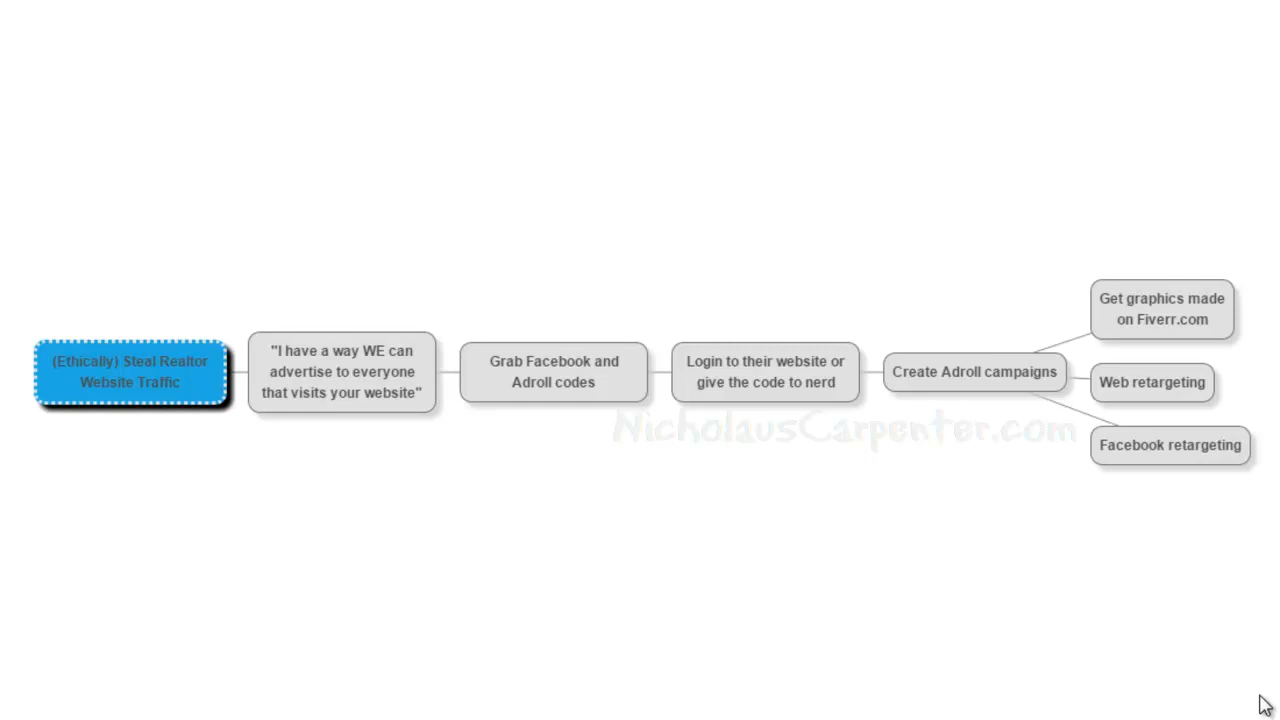 (Ethically) Steal Realtor
Website Traffic
"I have a way WE can
advertise to everyone
that visits your website"
Grab Facebook and
Adroll codes
Login to their website or
give the code to nerd
Create Adroll campaigns
Get graphics made
on Fiverr.com
Web retargeting
Facebook retargeting
NicholausCarpenter.com